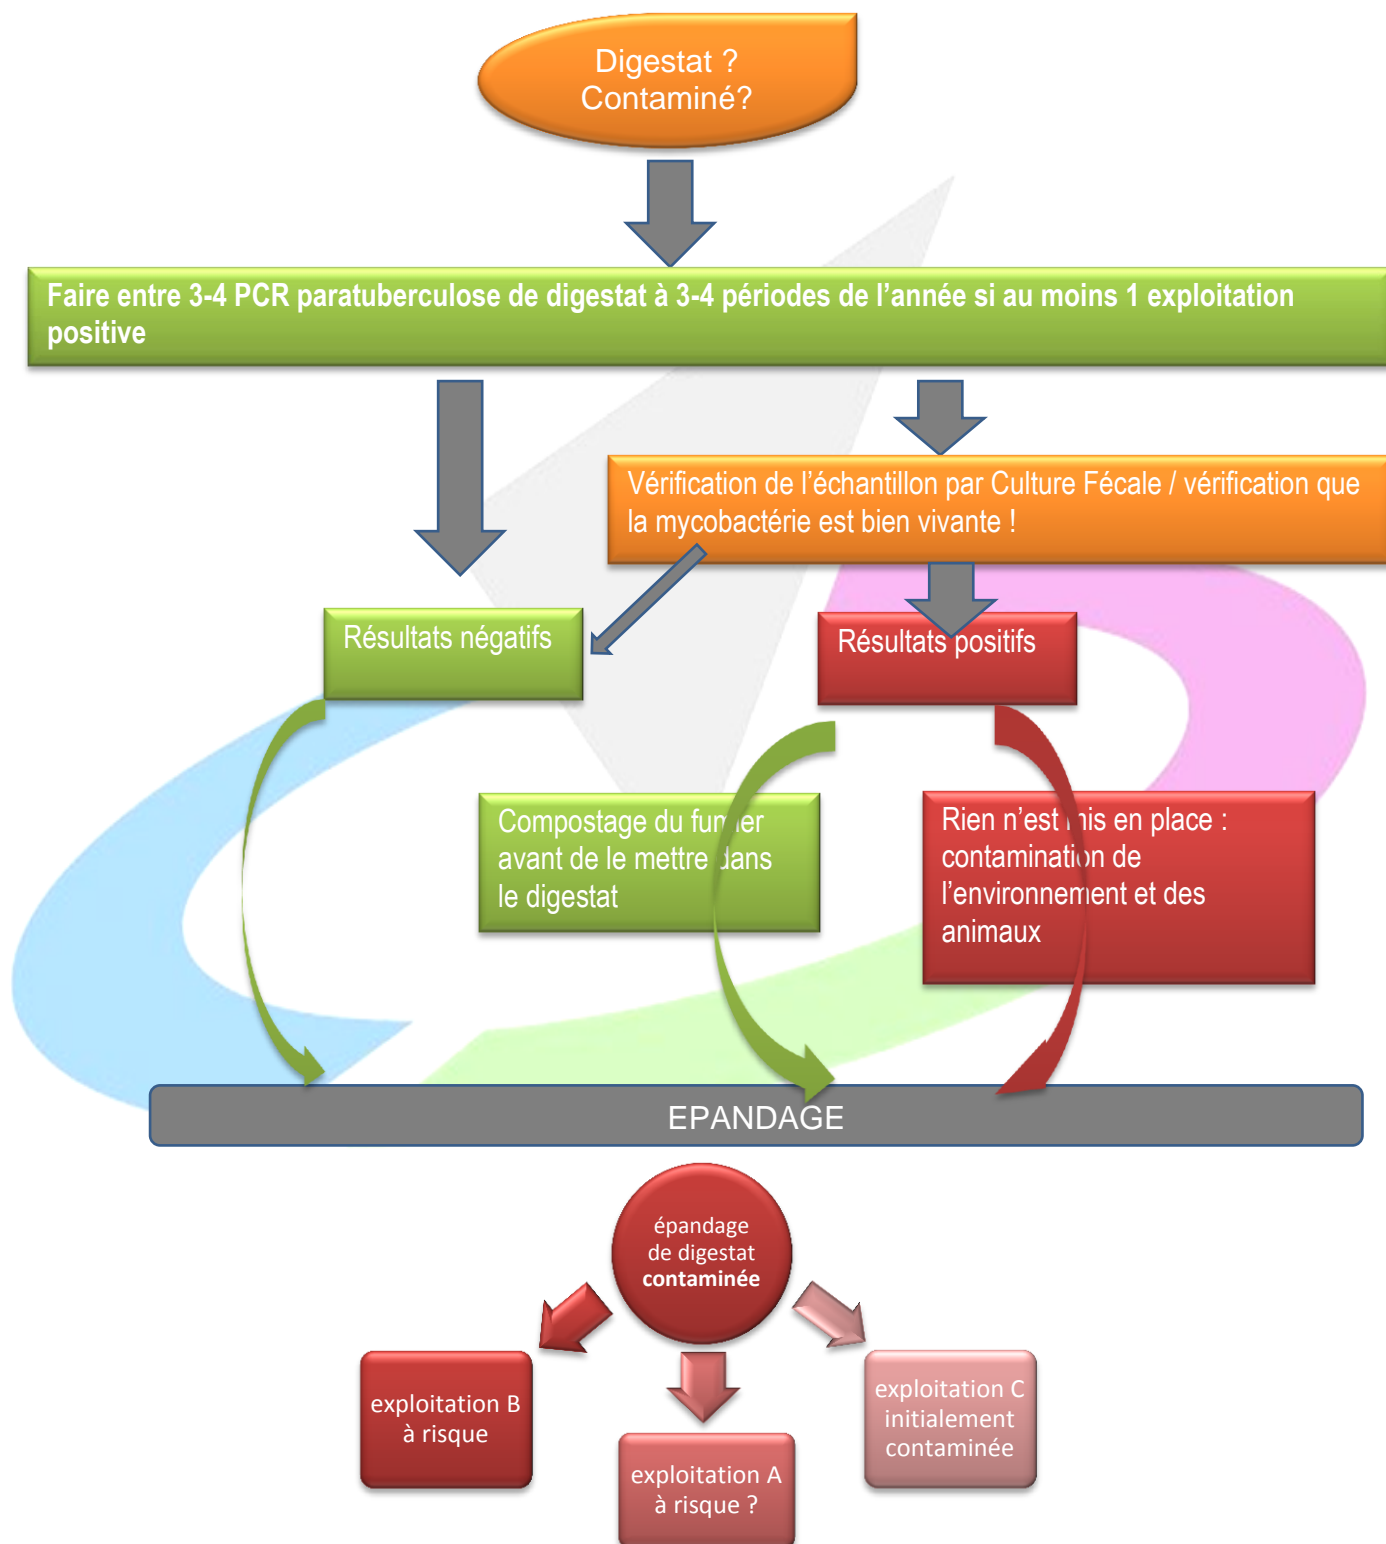 Digestat ?
Contaminé?
Faire entre 3-4 PCR paratuberculose de digestat à 3-4 périodes de l’année si au moins 1 exploitation
positive
Vérification de l’échantillon par Culture Fécale / vérification que
la mycobactérie est bien vivante !
Résultats négatifs
Résultats positifs
Compostage du fumier
avant de le mettre dans
le digestat
Rien n’est mis en place :
contamination de
l’environnement et des
animaux
EPANDAGE
épandage
de digestat
contaminée
exploitation B
à risque
exploitation A
à risque ?
exploitation C
initialement
contaminée